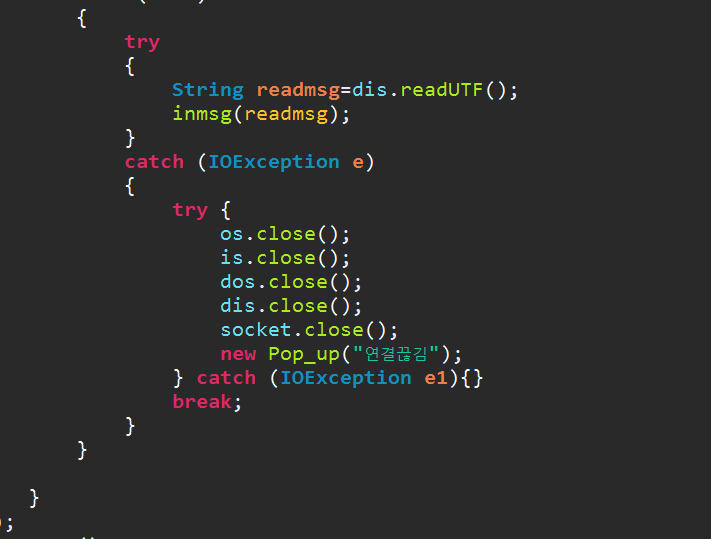 {
try
{
String readmsg=dis.readUTF();
inmsg(readmsg);
}
catch (IOException e)
{
try {
os.close();
is.close();
dos.close();
dis.close();
socket.close();
new Pop_up("연결끊김");
} catch (IOException e1){}
break;
}
}
}
;